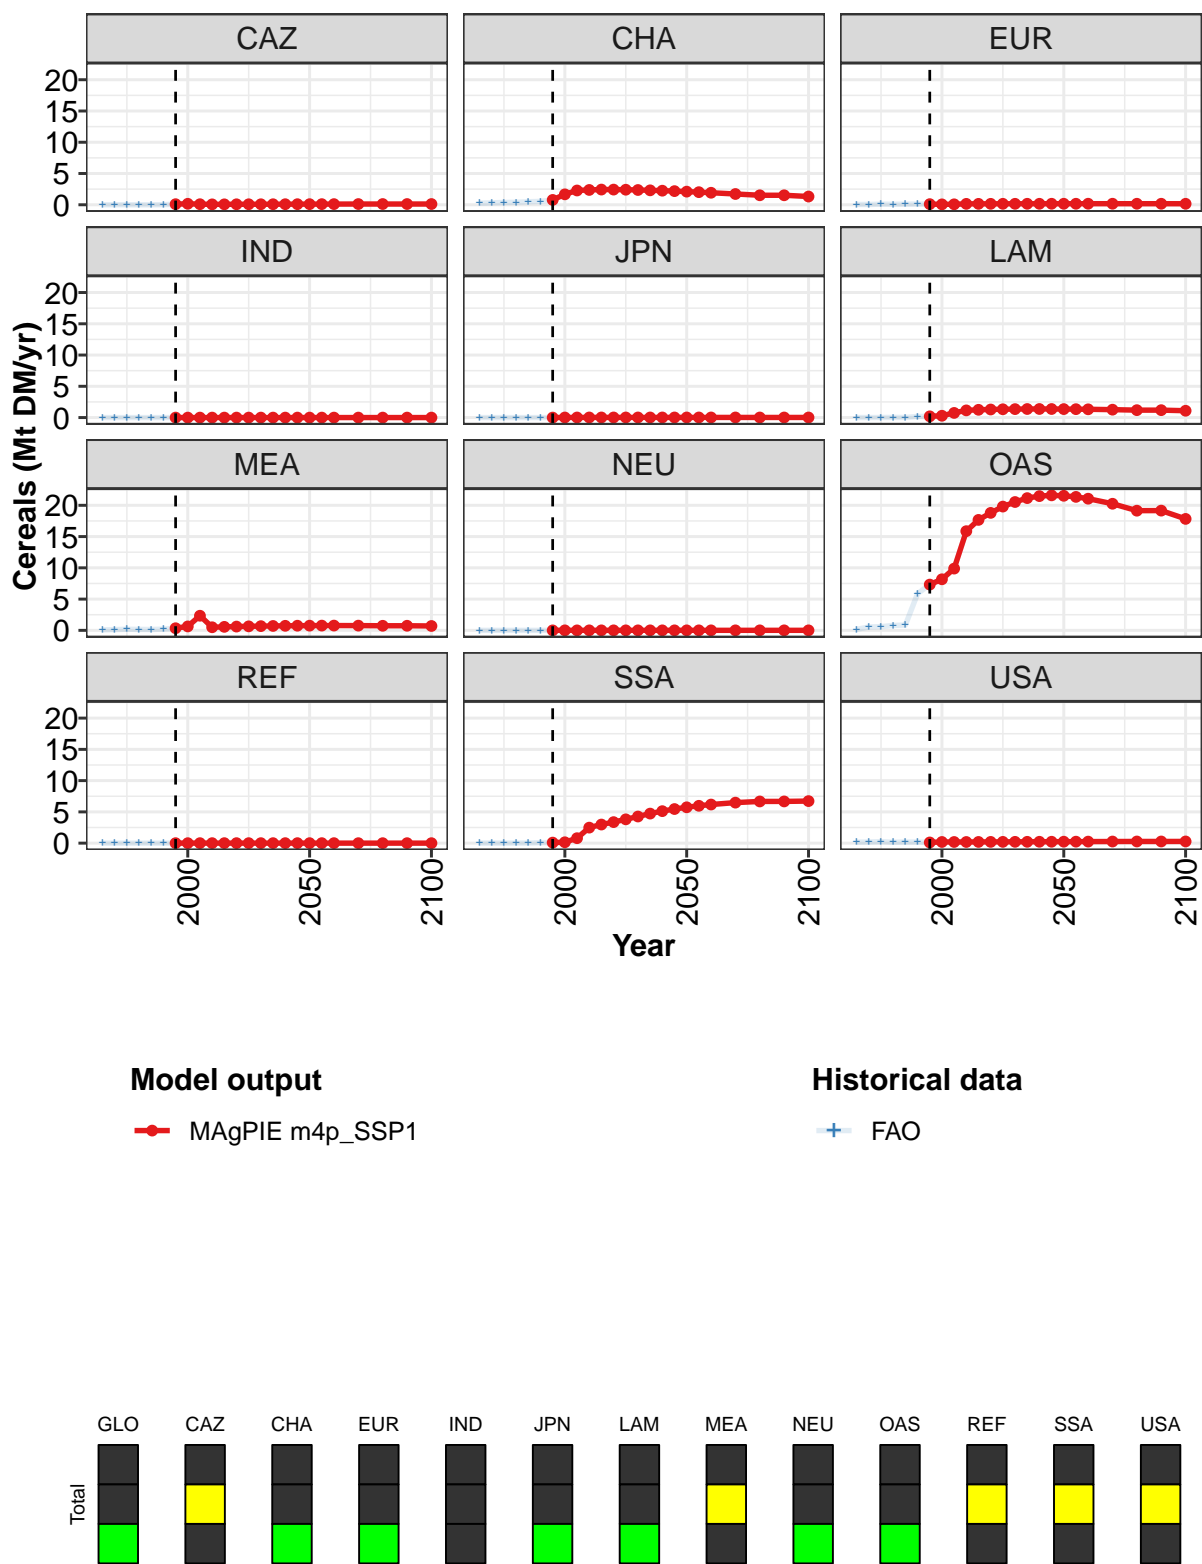 CAZ CHA EUR
20
15
10
5
0
IND JPN LAM
20
15
10
5
0
MEA NEU OAS
20
15
10
5
0
REF SSA USA
20
15
10
5
0
Cereals (Mt DM/yr)
2000 2050 2100 2000 2050 2100 2000 2050 2100
Year
Model output Historical data
MAgPIE m4p_SSP1 FAO
GLO CAZ CHA EUR IND JPN LAM MEA NEU OAS REF SSA USA
Total